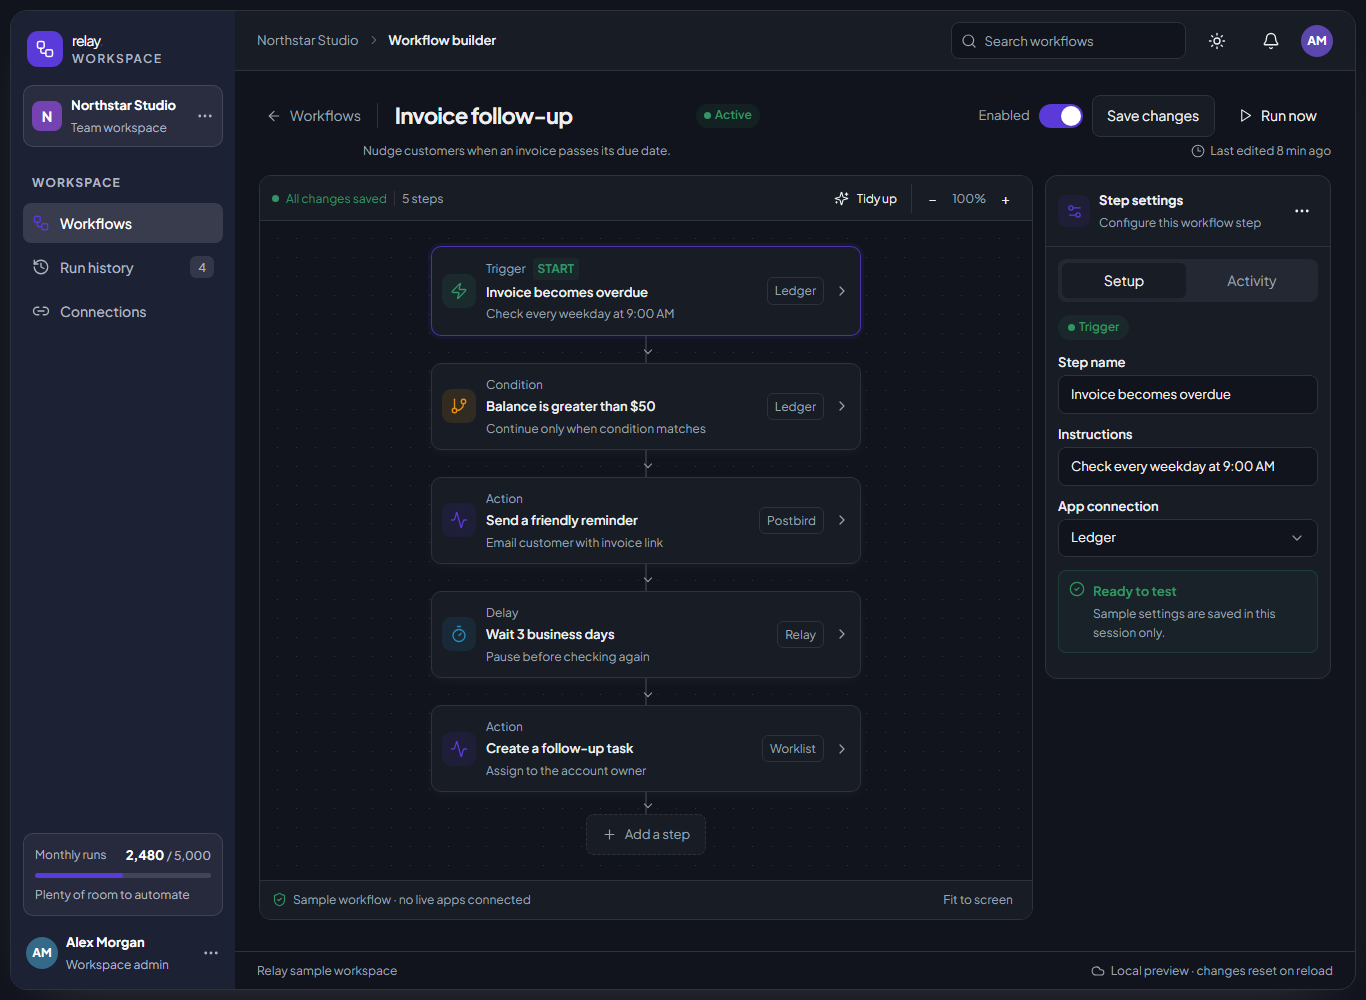 relay
WORKSPACE
Northstar Studio
Workflow builder
Search workflows
AM
N
Northstar Studio
Team workspace
WORKSPACE
Workflows
Run history
4
Connections
Monthly runs
2,480 / 5,000
Plenty of room to automate
AM
Alex Morgan
Workspace admin
Workflows
Invoice follow-up
Active
Enabled
Save changes
Run now
Nudge customers when an invoice passes its due date.
Last edited 8 min ago
All changes saved
5 steps
Tidy up
− 100% +
Trigger START
Invoice becomes overdue
Check every weekday at 9:00 AM
Ledger
Condition
Balance is greater than $50
Continue only when condition matches
Ledger
Action
Send a friendly reminder
Email customer with invoice link
Postbird
Delay
Wait 3 business days
Pause before checking again
Relay
Action
Create a follow-up task
Assign to the account owner
Worklist
+ Add a step
Sample workflow · no live apps connected
Fit to screen
Step settings
Configure this workflow step
Setup
Activity
Trigger
Step name
Invoice becomes overdue
Instructions
Check every weekday at 9:00 AM
App connection
Ledger
Ready to test
Sample settings are saved in this
session only.
Relay sample workspace
Local preview · changes reset on reload